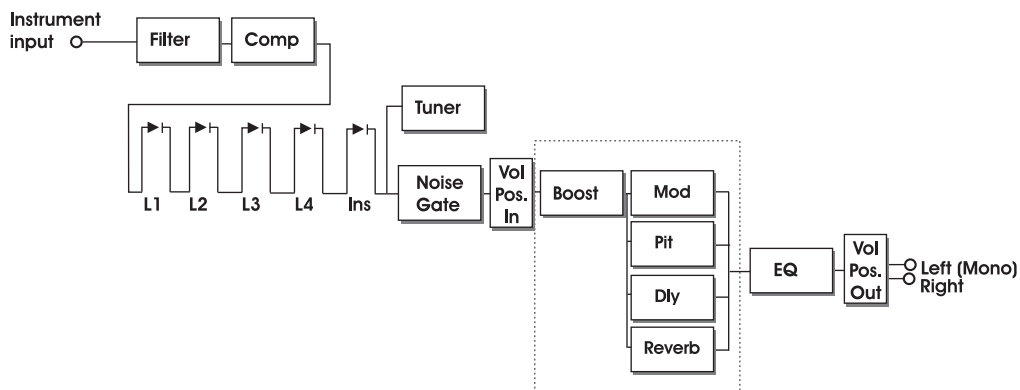 Instrument
input
Filter
Comp
Tuner
L1
L2
L3
L4
Ins
Noise
Gate
Vol
Pos.
In
Boost
Mod
Pit
Dly
Reverb
EQ
Vol
Pos.
Out
Left (Mono)
Right